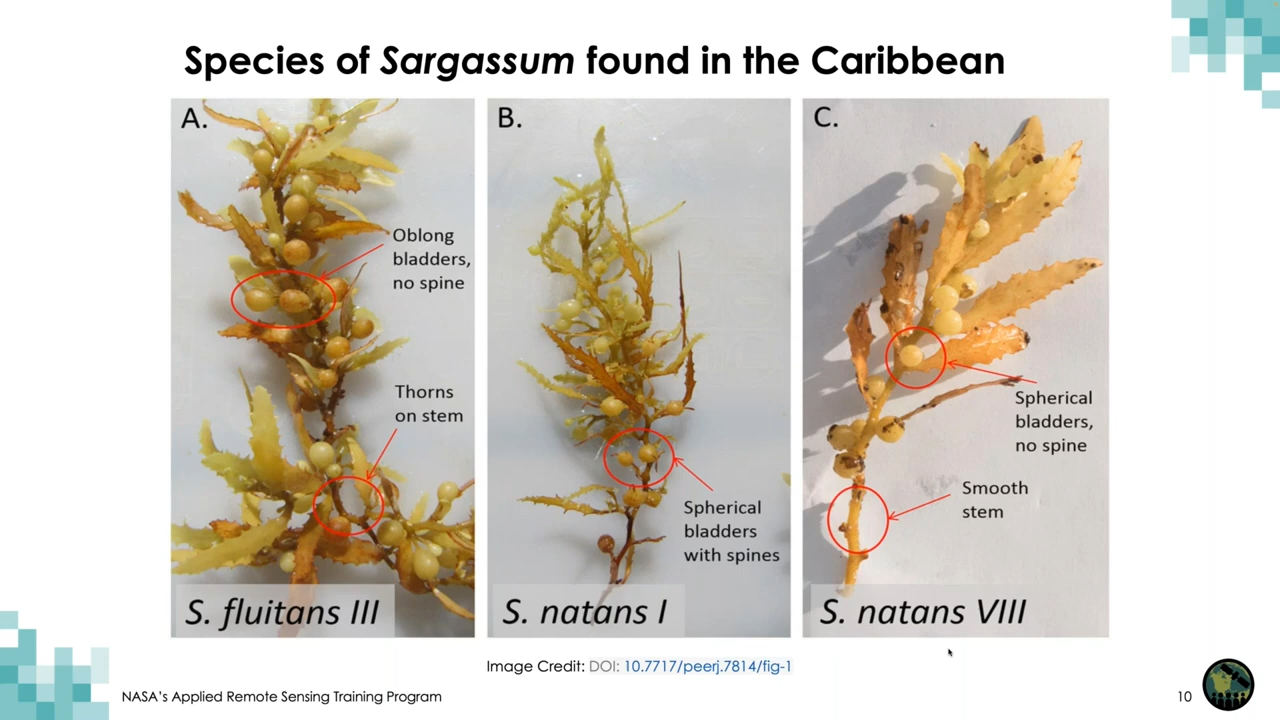 Species of Sargassum found in the Caribbean
A.
Oblong
bladders,
no spine
Thorns
on stem
S. fluitans III
B.
Spherical
bladders
with spines
S. natans I
C.
Spherical
bladders,
no spine
Smooth
stem
S. natans VIII
Image Credit: DOI: 10.7717/peerj.7814/fig-1
NASA's Applied Remote Sensing Training Program
10